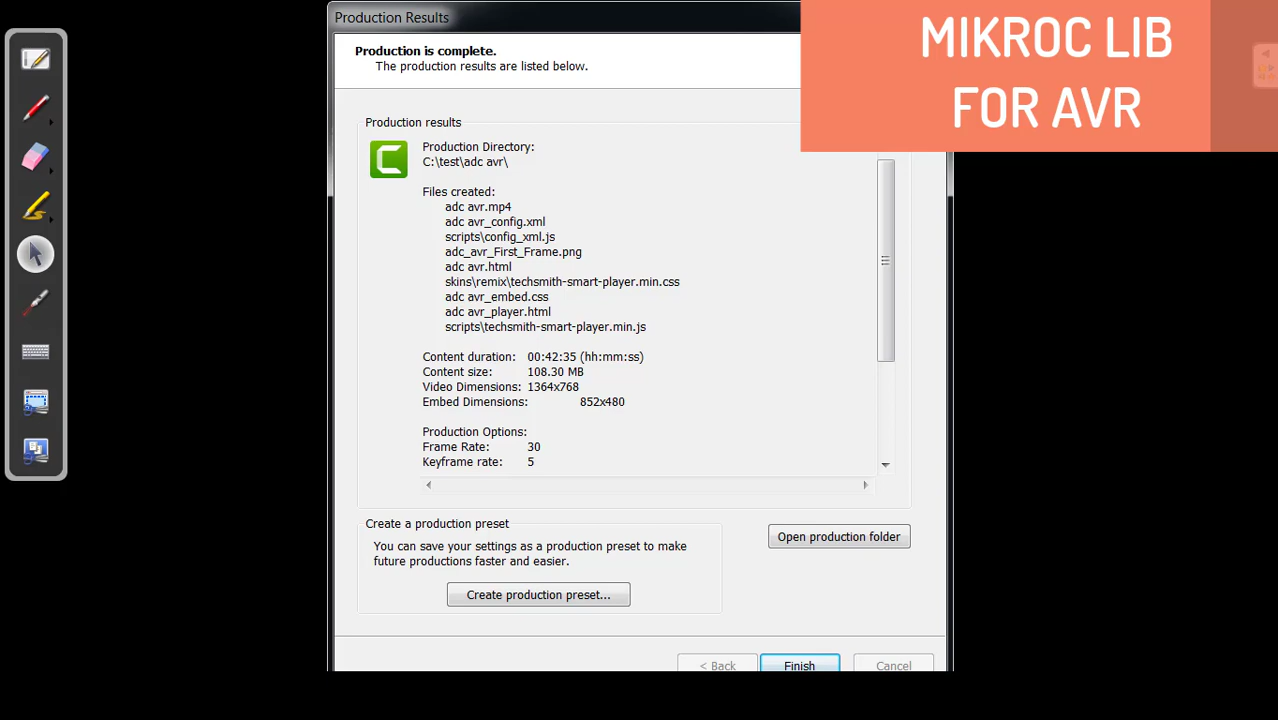 Production Results
MIKROC LIB
FOR AVR
Production is complete.
The production results are listed below.
Production results
Production Directory:
C:\test\adc avr\
Files created:
adc avr.mp4
adc avr_config.xml
scripts\config_xml.js
adc_avr_First_Frame.png
adc avr.html
skins\remix\techsmith-smart-player.min.css
adc avr_embed.css
adc avr_player.html
scripts\techsmith-smart-player.min.js
Content duration: 00:42:35 (hh:mm:ss)
Content size: 108.30 MB
Video Dimensions: 1364x768
Embed Dimensions: 852x480
Production Options:
Frame Rate: 30
Keyframe rate: 5
Create a production preset
You can save your settings as a production preset to make
future productions faster and easier.
Create production preset...
Open production folder
< Back Finish Cancel